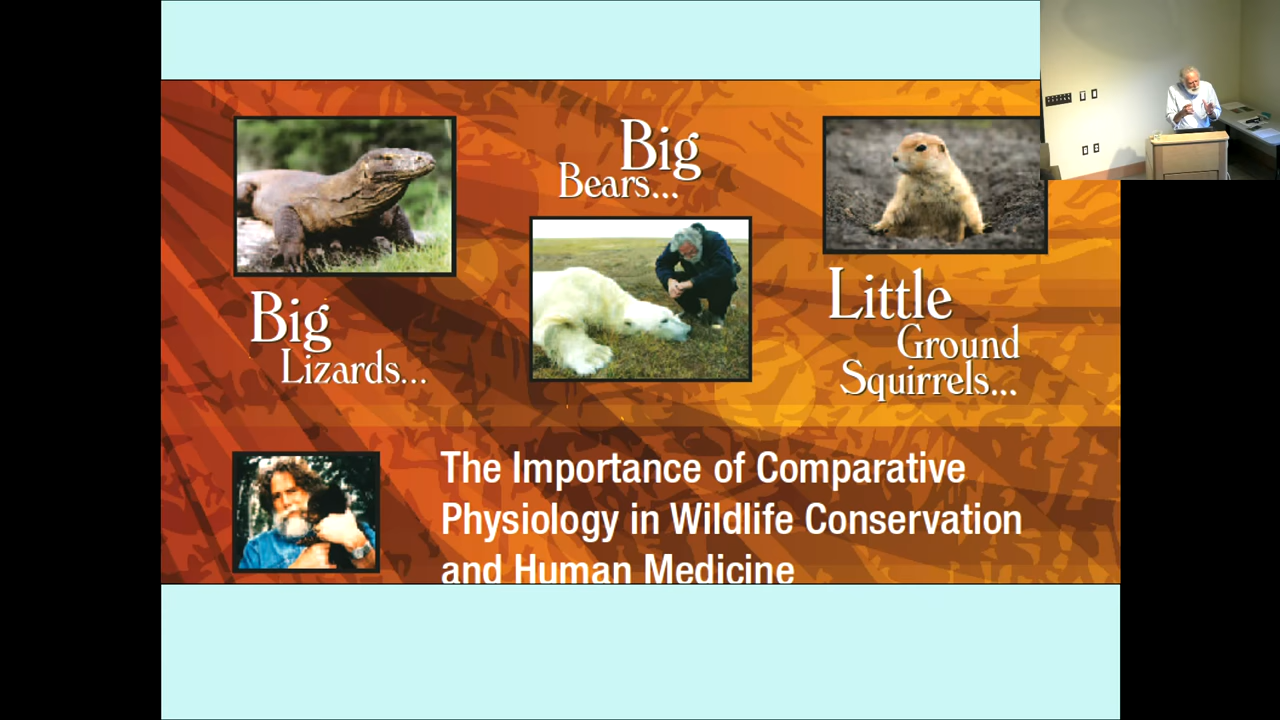 Big
Lizards...
Big
Bears...
Little
Ground
Squirrels...
The Importance of Comparative
Physiology in Wildlife Conservation
and Human Medicine